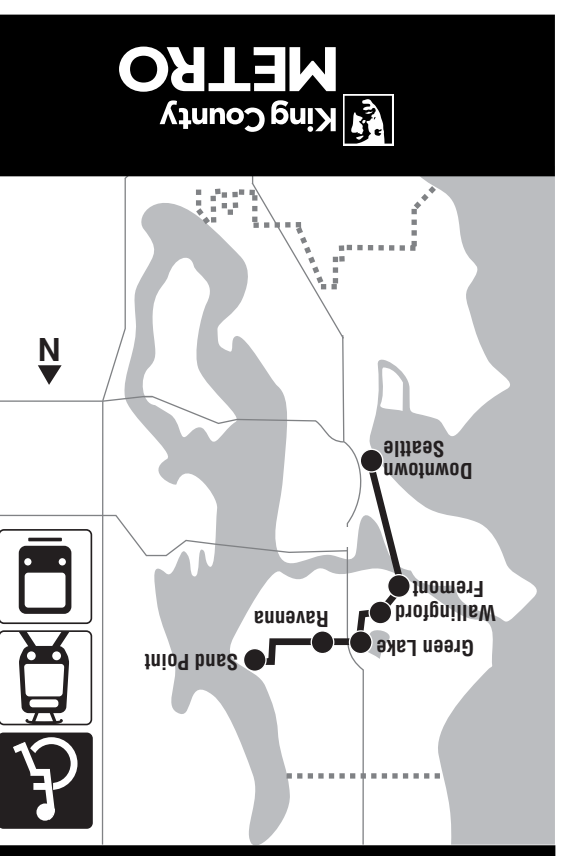 Sand Point
Ravenna
Green Lake
Wallingford
Fremont
Downtown
Seattle
N
King County
METRO